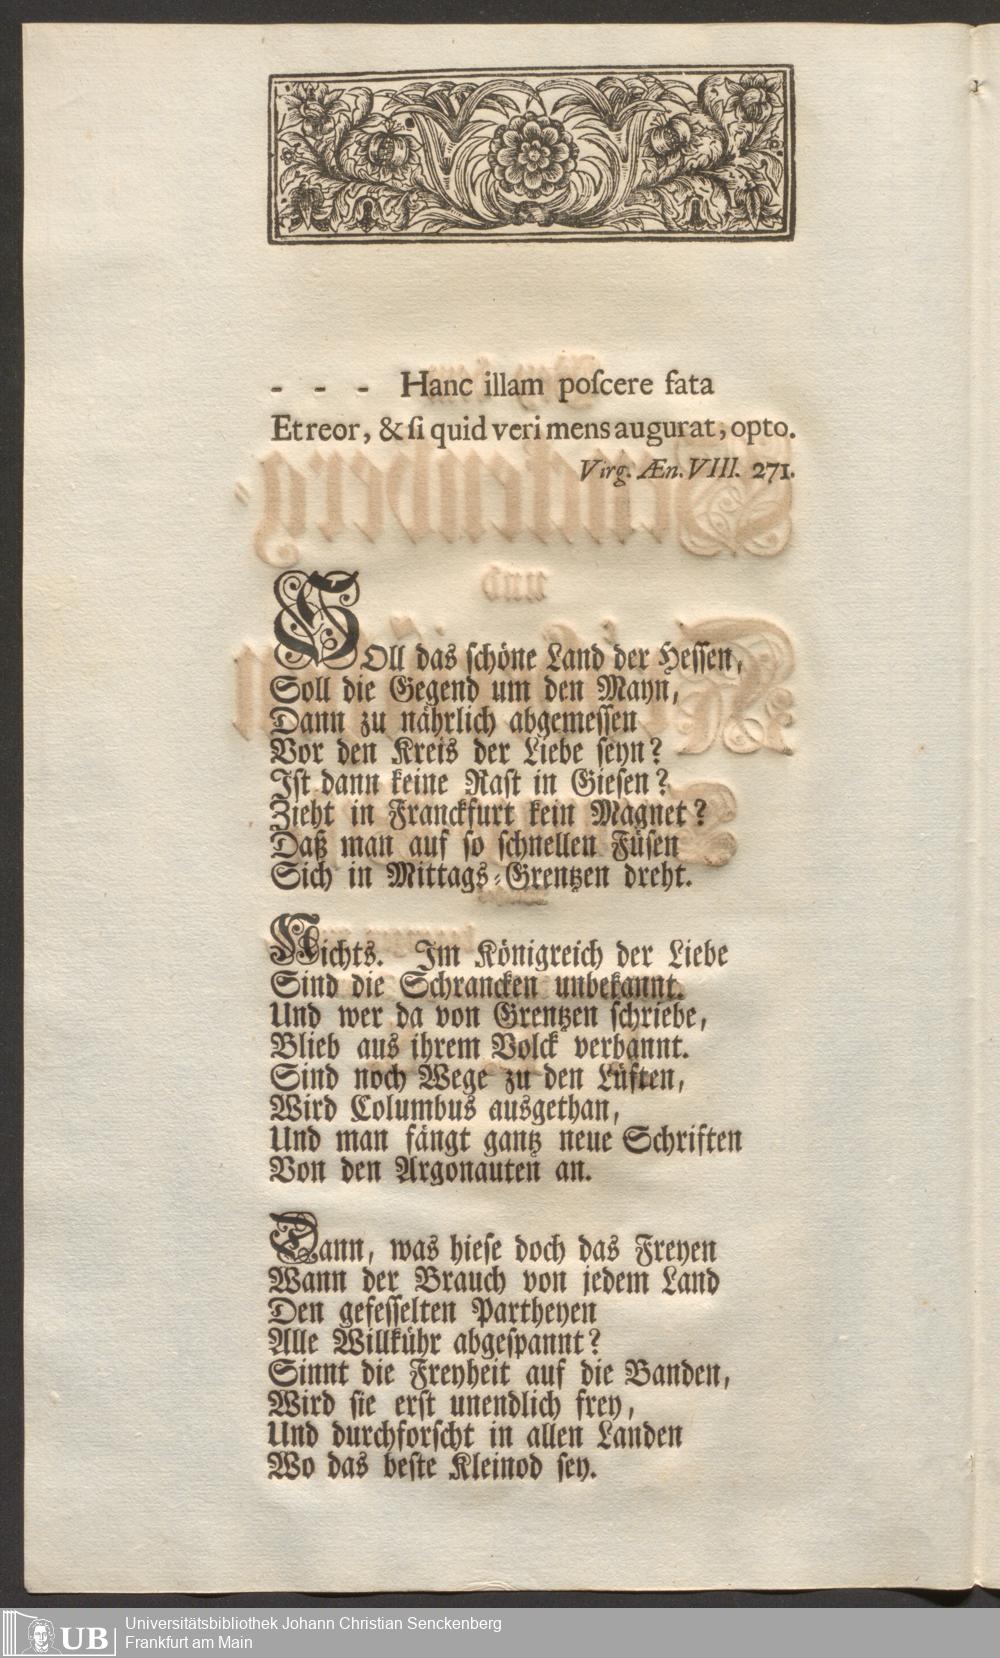 - - - Hanc illam poſcere fata
Et reor, & ſi quid veri mens augurat, opto.
Virg. Æn. VIII. 271.
SOll das ſchöne Land der Heſſen,
Soll die Gegend um den Mayn,
Dann zu nährlich abgemeſſen
Vor den Kreis der Liebe ſeyn?
Iſt dann keine Raſt in Gieſen?
Zieht in Franckfurt kein Magnet?
Daß man auf ſo ſchnellen Füſen
Sich in Mittags-Grentzen dreht.
Nichts. Im Königreich der Liebe
Sind die Schrancken unbekannt.
Und wer da von Grentzen ſchriebe,
Blieb aus ihrem Volck verbannt.
Sind noch Wege zu den Lüften,
Wird Columbus ausgethan,
Und man fängt gantz neue Schriften
Von den Argonauten an.
Dann, was hieſe doch das Freyen
Wann der Brauch von jedem Land
Den gefeſſelten Partheyen
Alle Willkühr abgeſpannt?
Sinnt die Freyheit auf die Banden,
Wird ſie erſt unendlich frey,
Und durchforſcht in allen Landen
Wo das beſte Kleinod ſey.
UB
Universitätsbibliothek Johann Christian Senckenberg
Frankfurt am Main